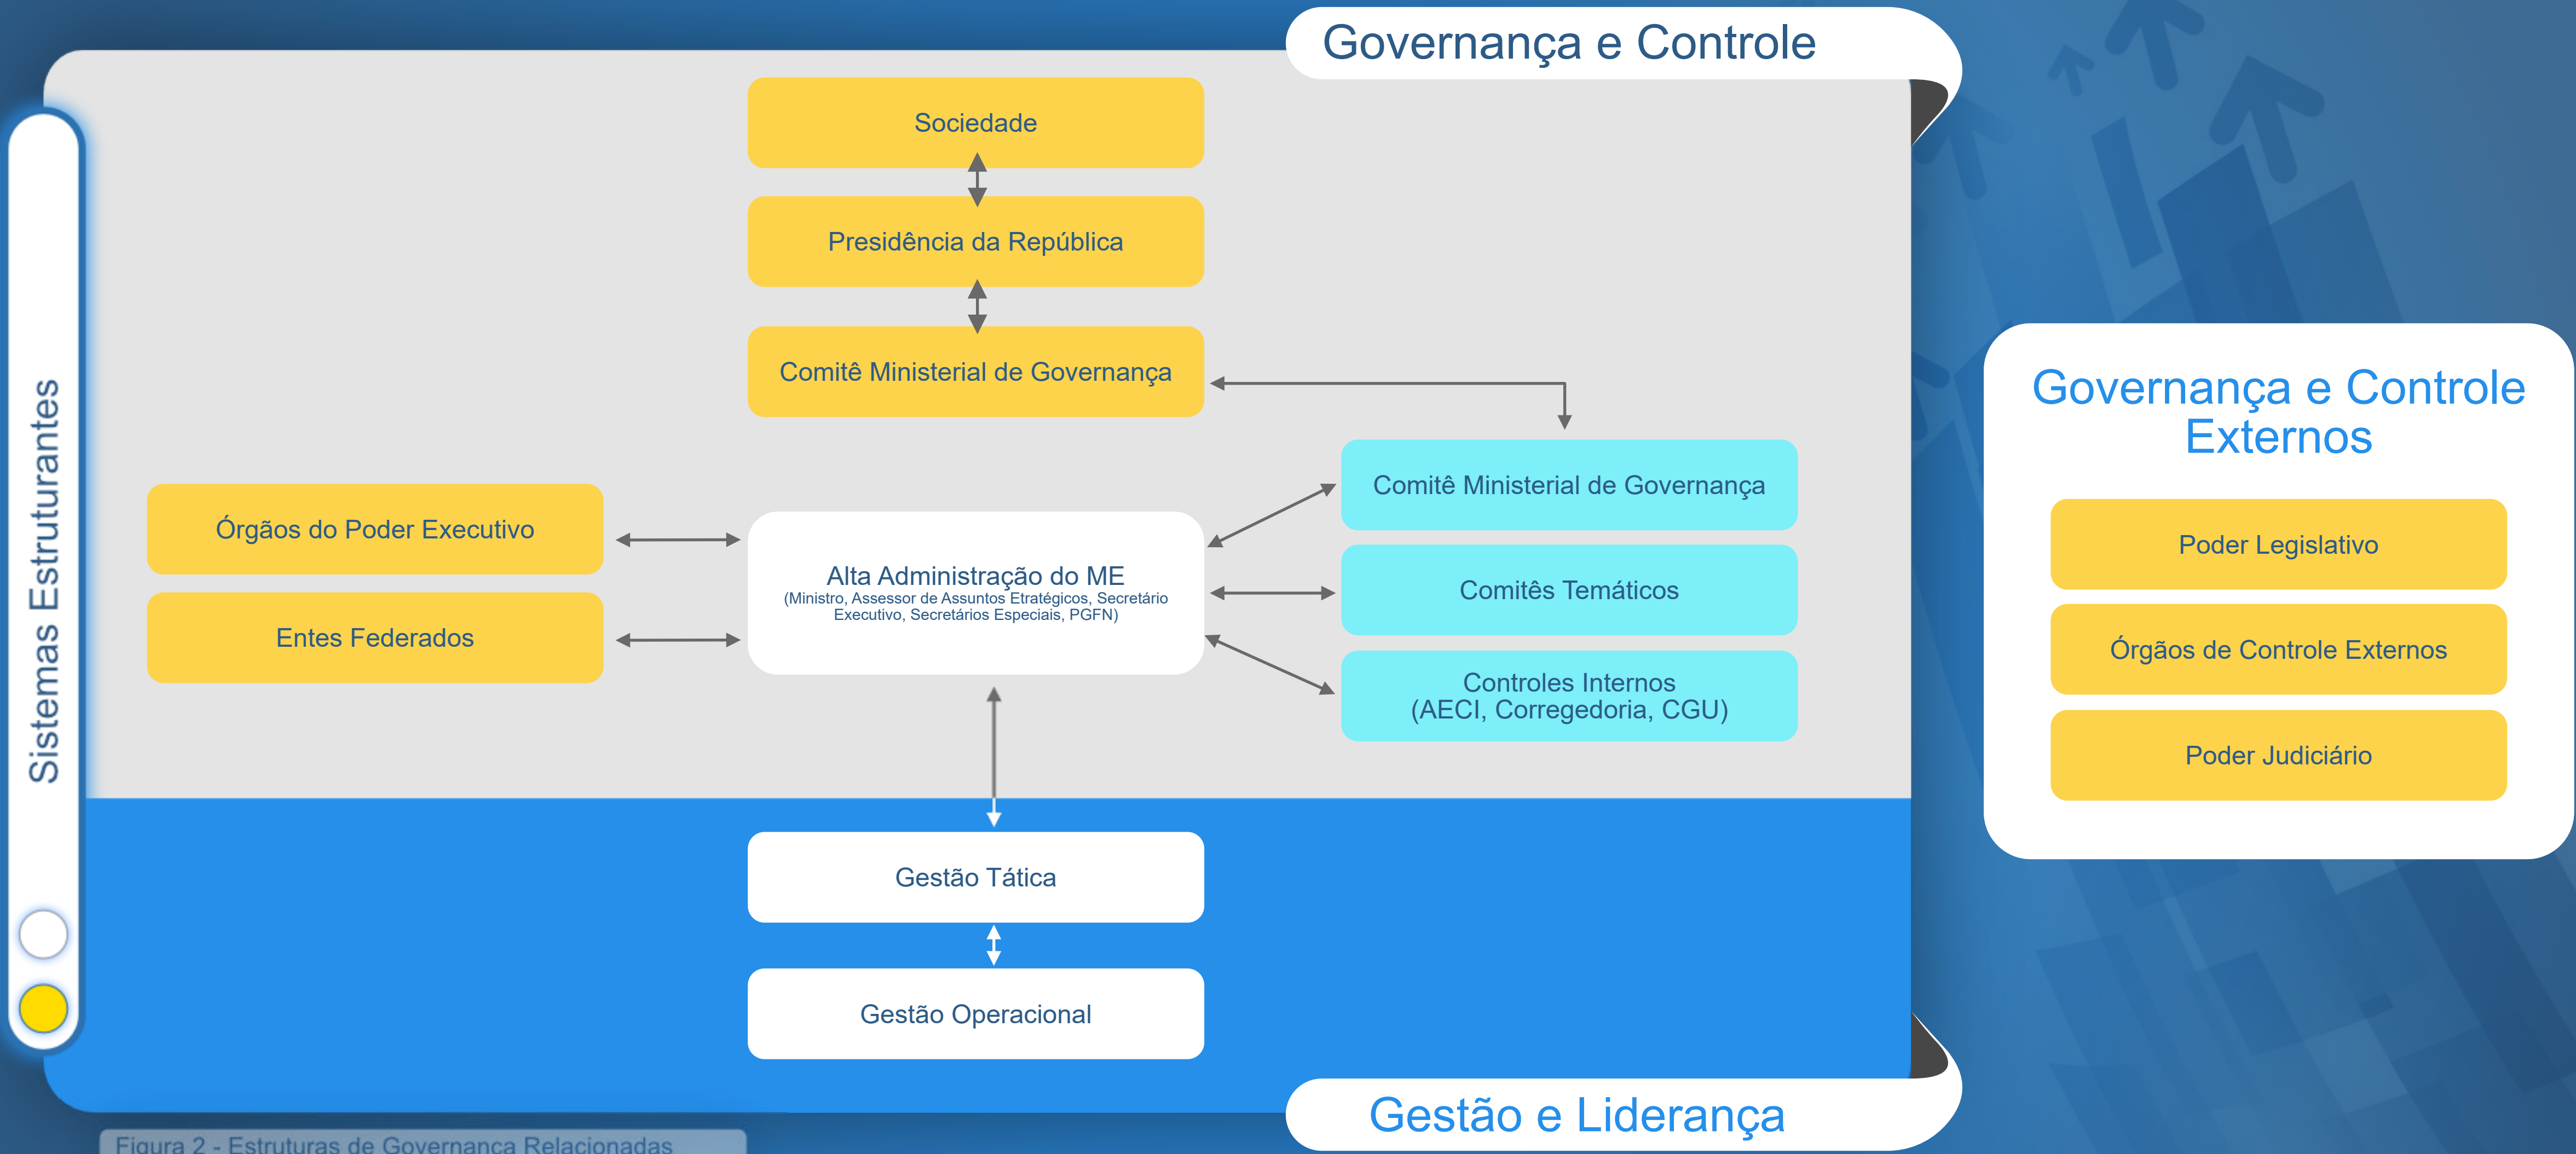 Governança e Controle
Sociedade
Presidência da República
Comitê Ministerial de Governança
Sistemas Estruturantes
Órgãos do Poder Executivo
Entes Federados
Alta Administração do ME
(Ministro, Assessor de Assuntos Etratégicos, Secretário
Executivo, Secretários Especiais, PGFN)
Comitê Ministerial de Governança
Comitês Temáticos
Controles Internos
(AECI, Corregedoria, CGU)
Gestão Tática
Gestão Operacional
Gestão e Liderança
Governança e Controle
Externos
Poder Legislativo
Órgãos de Controle Externos
Poder Judiciário
Figura 2 - Estruturas de Governança Relacionadas